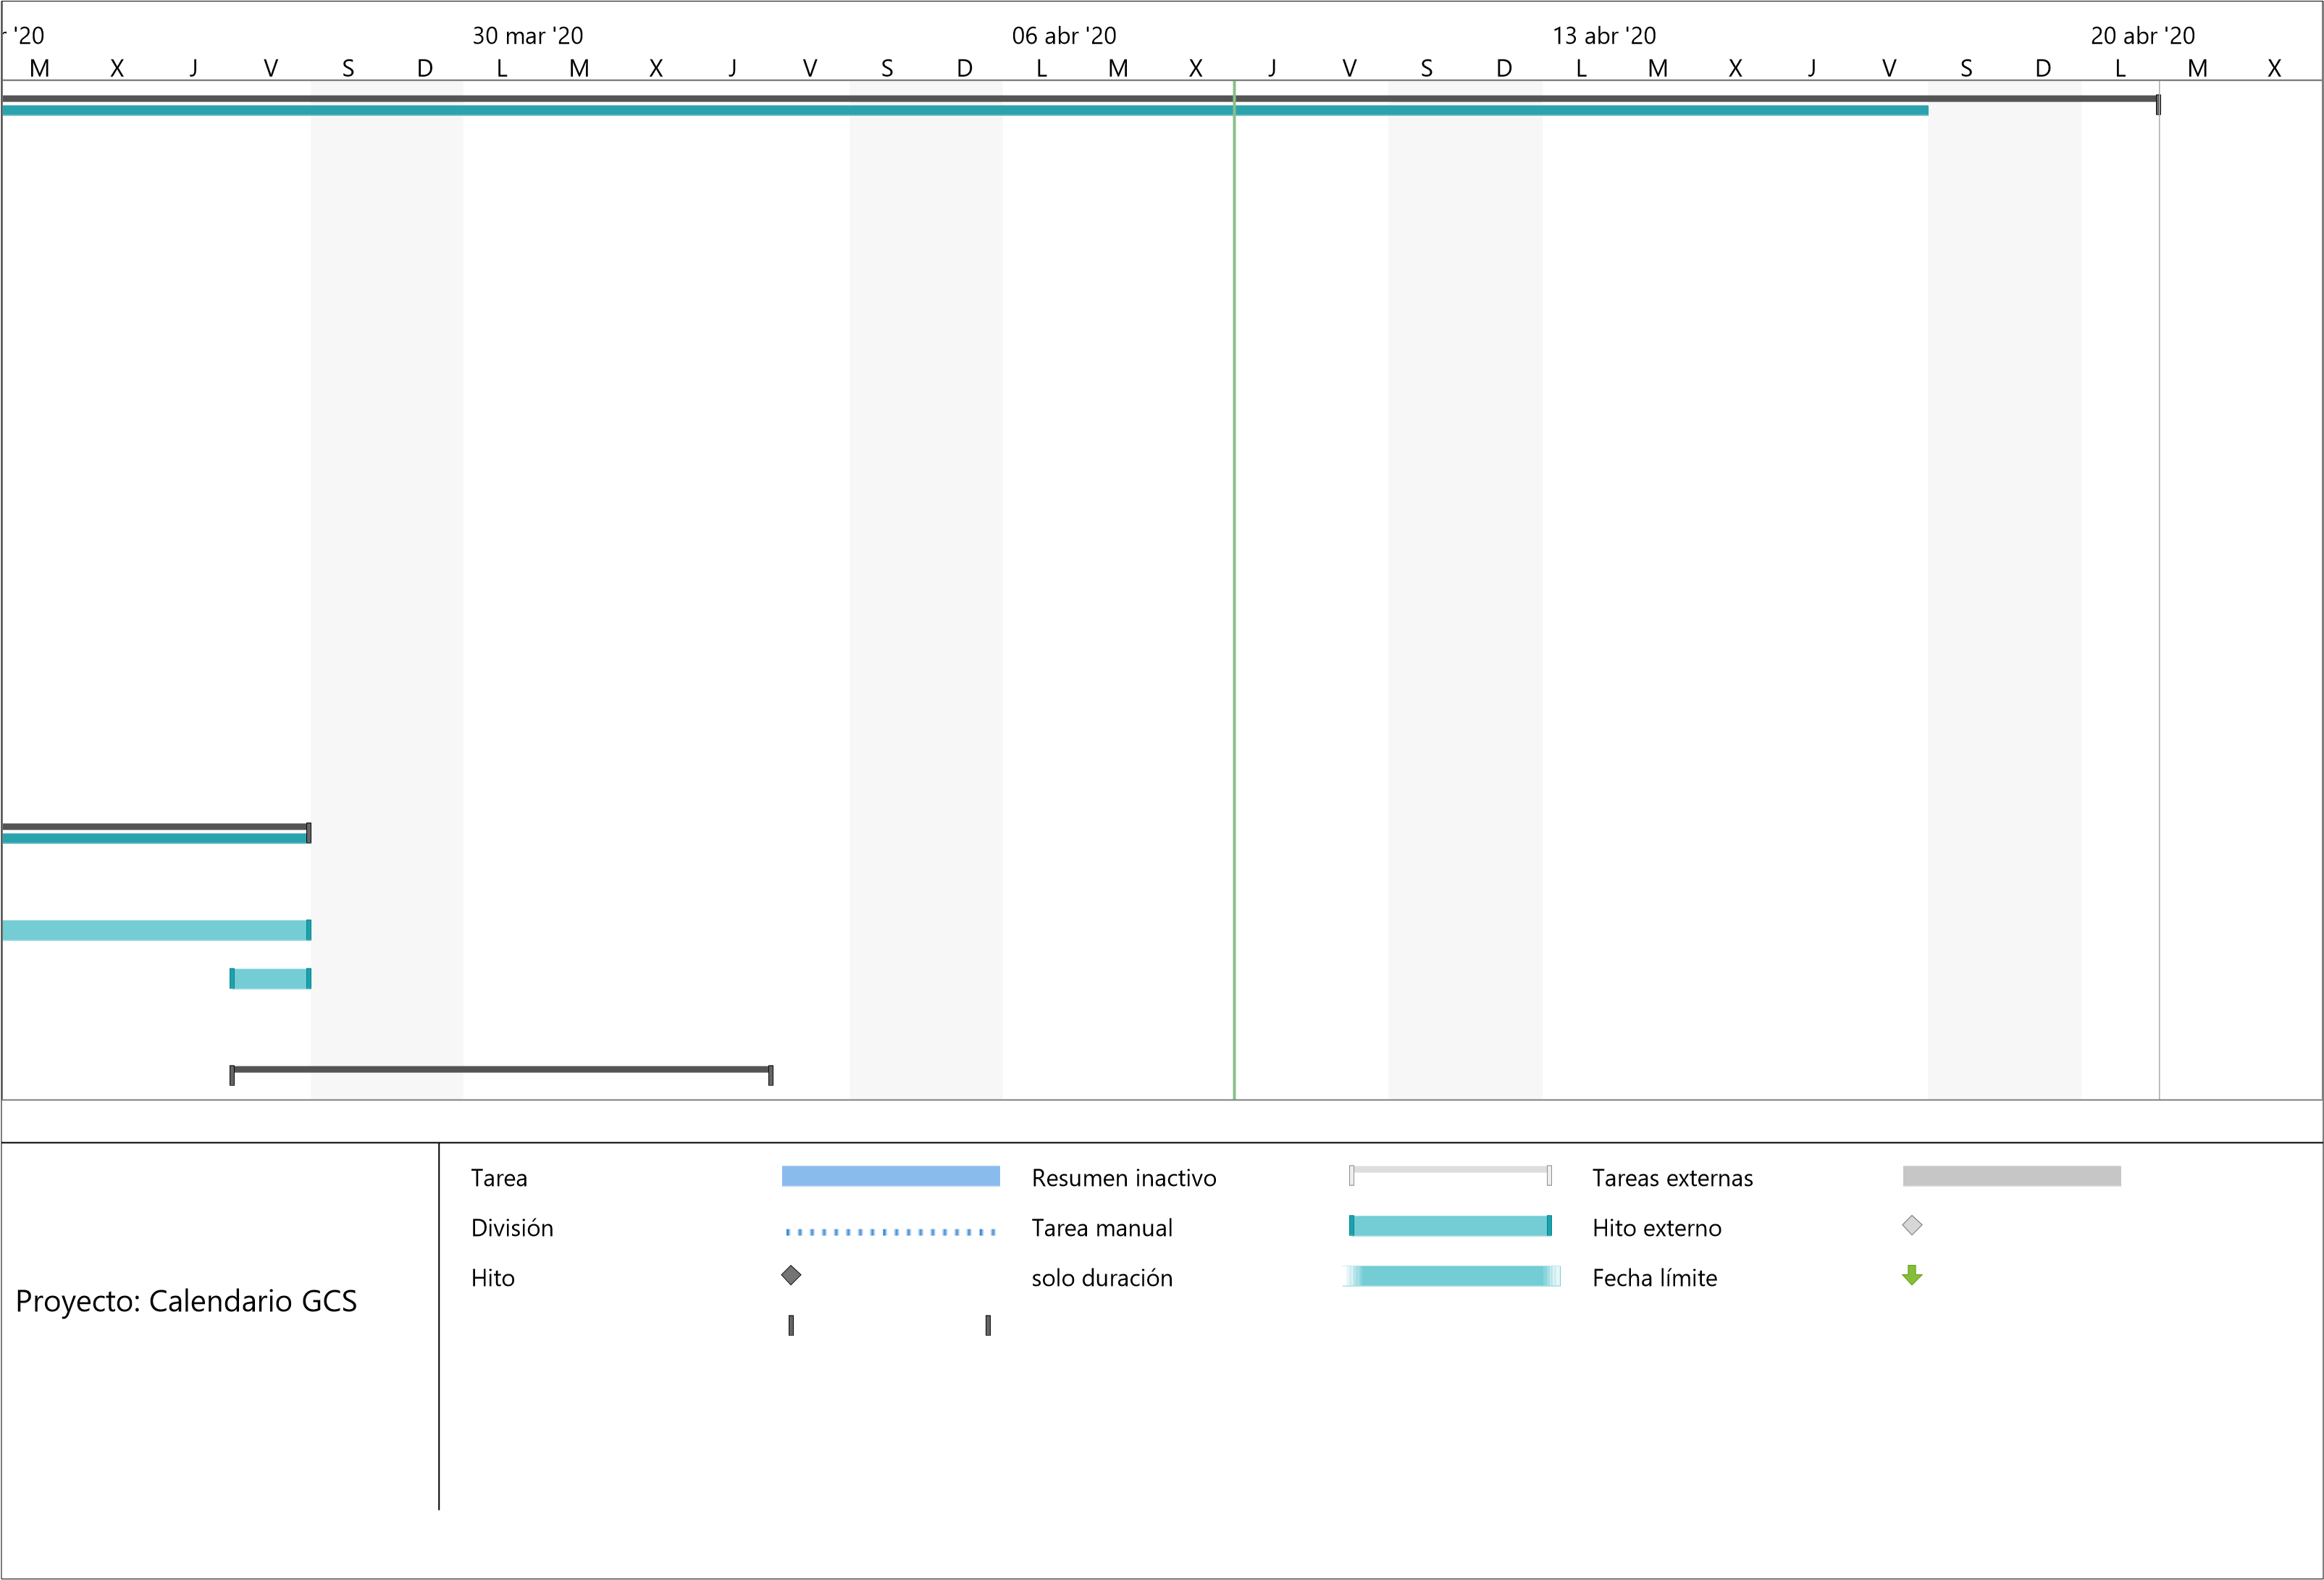 '20 30 mar '20 06 abr '20 13 abr '20 20 abr '20
M X J V S D L M X J V S D L M X J V S D L M X J V S D L M X
Tarea Resumen inactivo Tareas externas
División Tarea manual Hito externo
Hito solo duración Fecha límite
Proyecto: Calendario GCS